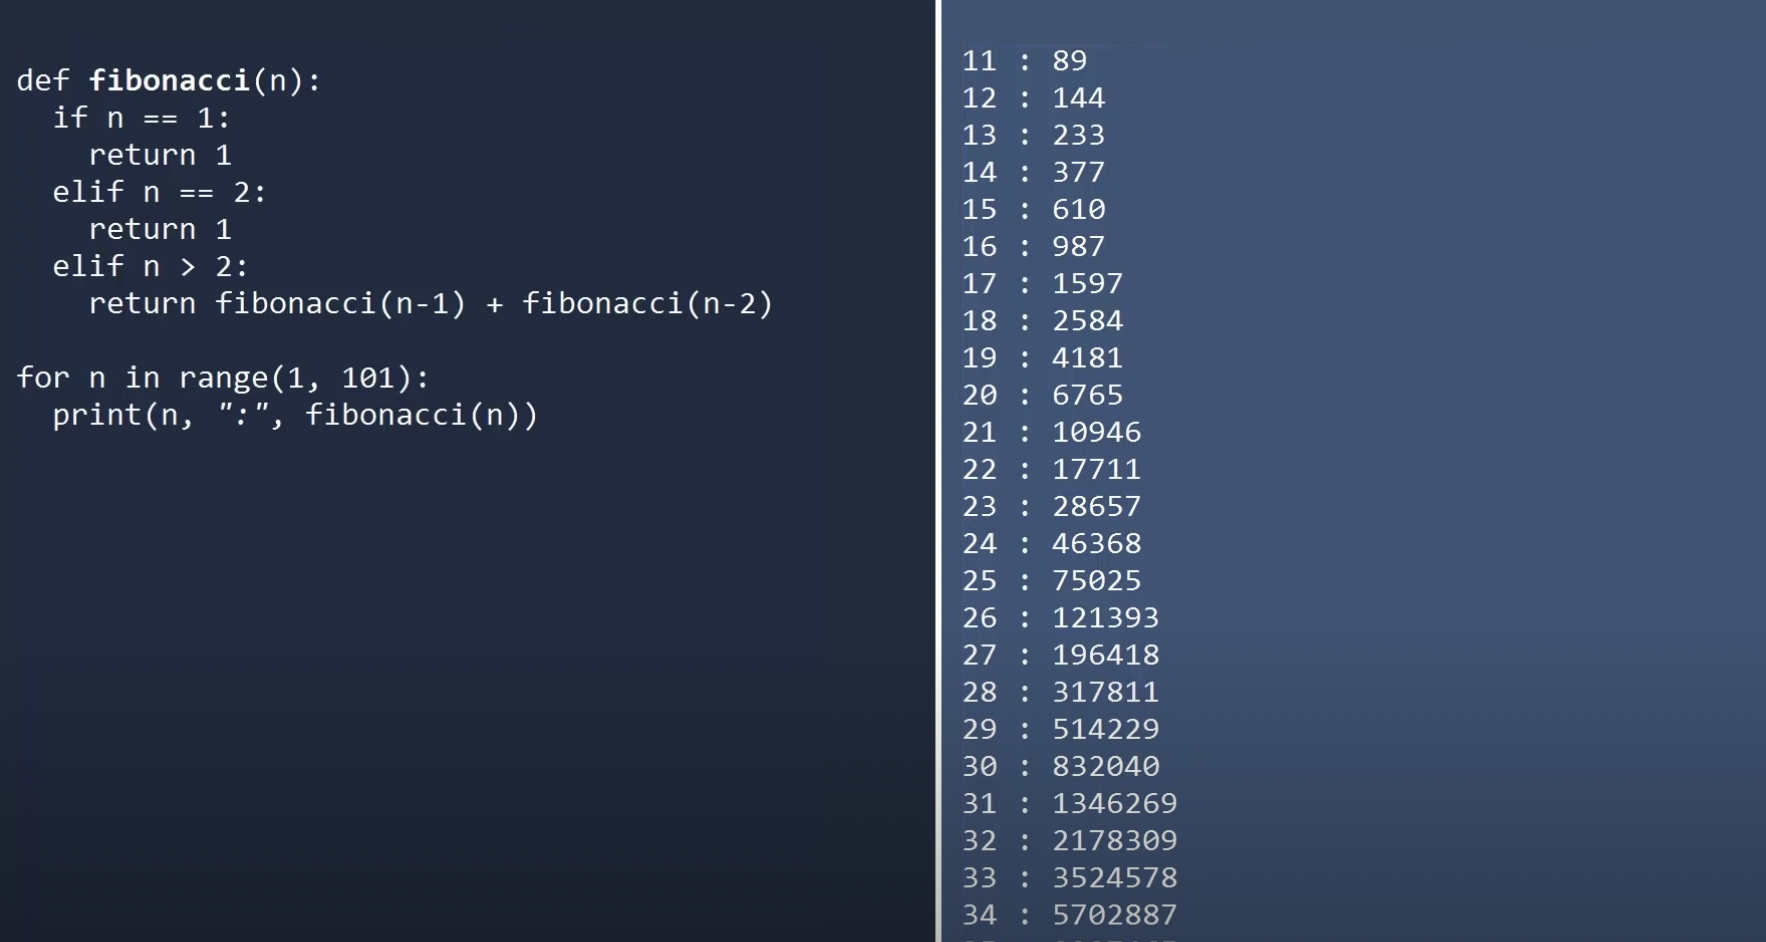 def fibonacci(n):
  if n == 1:
    return 1
  elif n == 2:
    return 1
  elif n > 2:
    return fibonacci(n-1) + fibonacci(n-2)

for n in range(1, 101):
  print(n, ":", fibonacci(n))
11 : 89
12 : 144
13 : 233
14 : 377
15 : 610
16 : 987
17 : 1597
18 : 2584
19 : 4181
20 : 6765
21 : 10946
22 : 17711
23 : 28657
24 : 46368
25 : 75025
26 : 121393
27 : 196418
28 : 317811
29 : 514229
30 : 832040
31 : 1346269
32 : 2178309
33 : 3524578
34 : 5702887